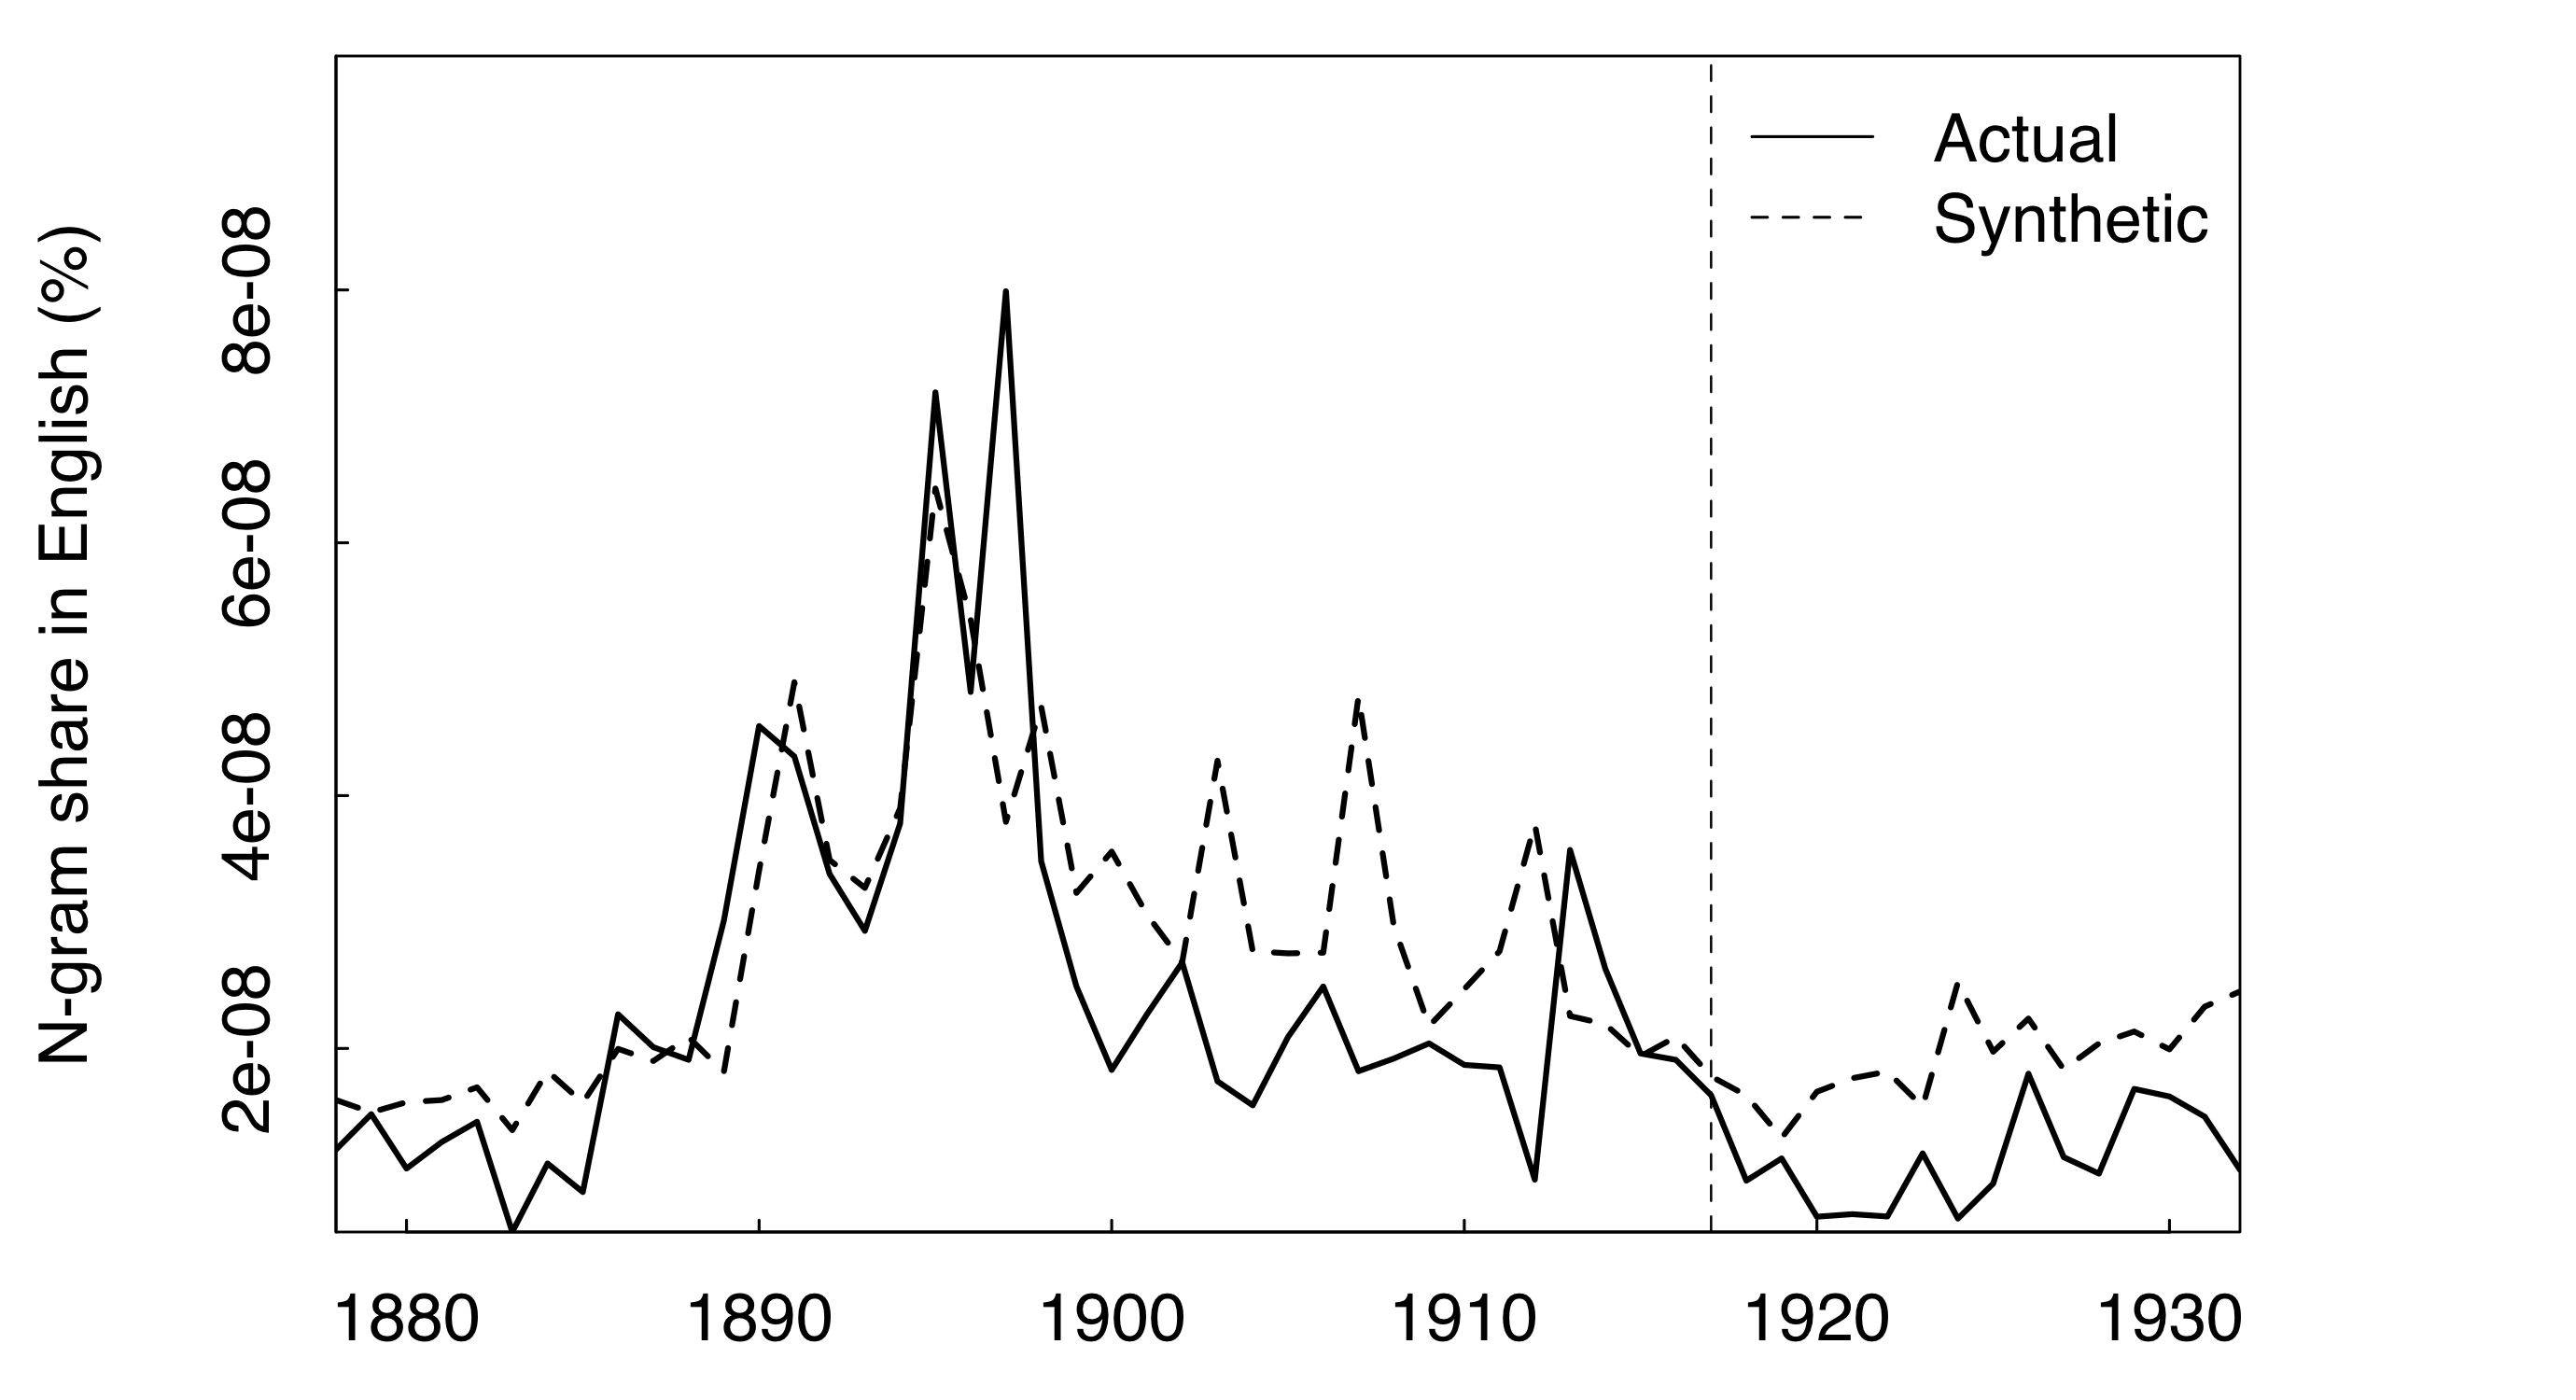 N-gram share in English (%)
8e-08
6e-08
4e-08
2e-08
Actual
Synthetic
1880 1890 1900 1910 1920 1930